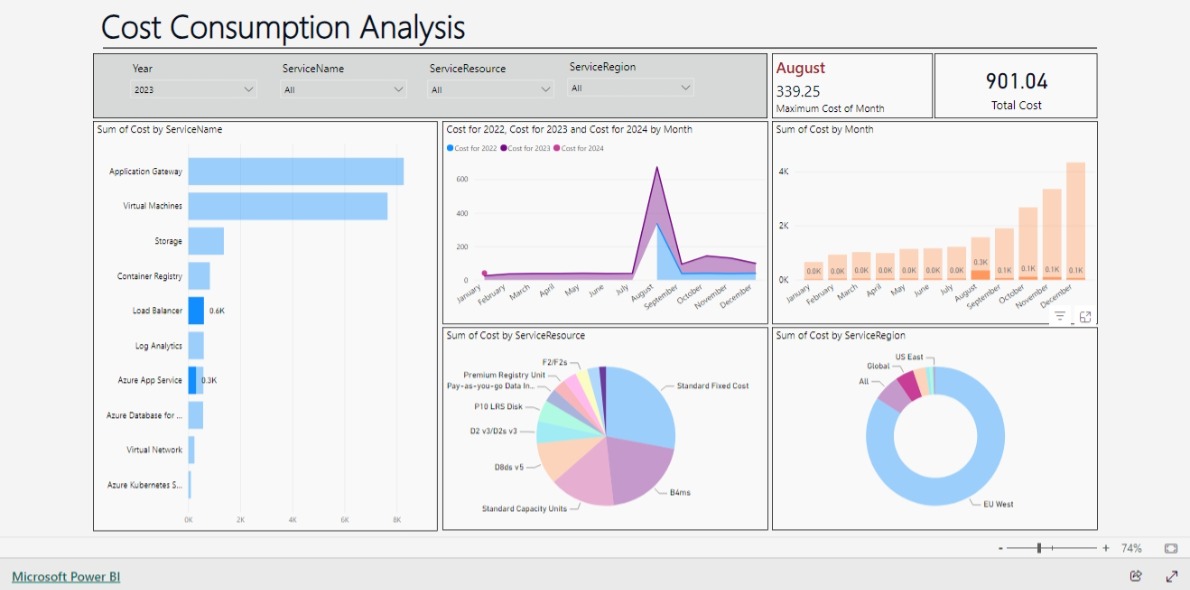 Cost Consumption Analysis
Year
ServiceName
ServiceResource
ServiceRegion
2023
All
All
All
August
339.25
Maximum Cost of Month
901.04
Total Cost
Sum of Cost by ServiceName
Application Gateway
Virtual Machines
Storage
Container Registry
Load Balancer
0.6K
Log Analytics
Azure App Service
0.3K
Azure Database for ...
Virtual Network
Azure Kubernetes S...
0K
2K
4K
6K
8K
Cost for 2022, Cost for 2023 and Cost for 2024 by Month
Cost for 2022
Cost for 2023
Cost for 2024
600
400
200
0
January
February
March
April
May
June
July
August
September
October
November
December
Sum of Cost by Month
4K
2K
0K
0.0K
0.0K
0.0K
0.0K
0.0K
0.0K
0.0K
0.3K
0.1K
0.1K
0.1K
0.1K
January
February
March
April
May
June
July
August
September
October
November
December
Sum of Cost by ServiceResource
F2/F2s
Premium Registry Unit
Pay-as-you-go Data In...
P10 LRS Disk
D2 v3/D2s v3
D8ds v5
Standard Capacity Units
B4ms
Standard Fixed Cost
Sum of Cost by ServiceRegion
US East
Global
All
EU West
- + 74%
Microsoft Power BI